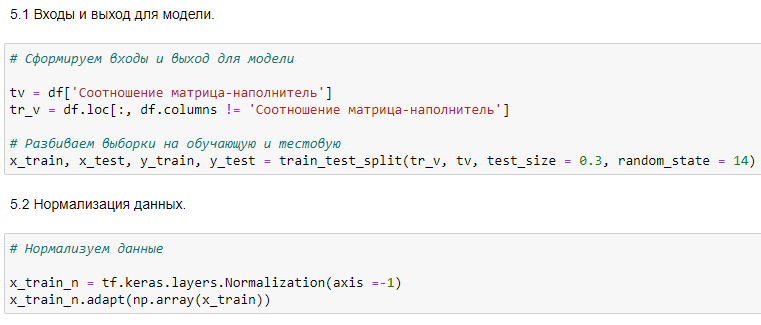 5.1 Входы и выход для модели.
# Сформируем входы и выход для модели
tv = df['Соотношение матрица-наполнитель']
tr_v = df.loc[:, df.columns != 'Соотношение матрица-наполнитель']
# Разбиваем выборки на обучающую и тестовую
x_train, x_test, y_train, y_test = train_test_split(tr_v, tv, test_size = 0.3, random_state = 14)
5.2 Нормализация данных.
# Нормализуем данные
x_train_n = tf.keras.layers.Normalization(axis =-1)
x_train_n.adapt(np.array(x_train))